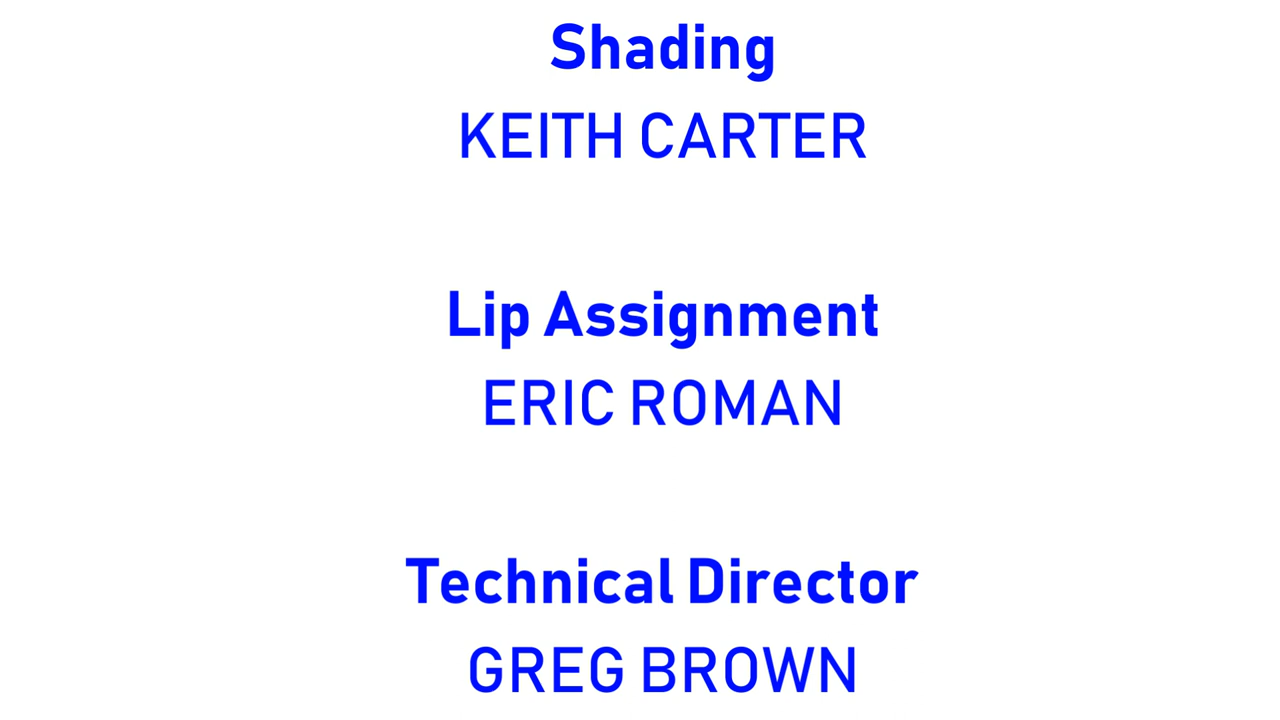 Shading
KEITH CARTER
Lip Assignment
ERIC ROMAN
Technical Director
GREG BROWN